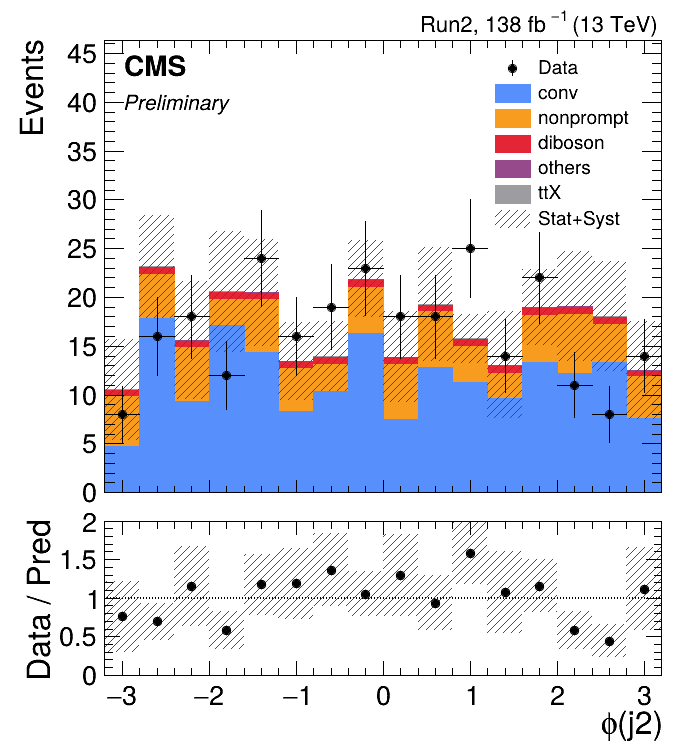 Run2, 138 fb⁻¹ (13 TeV)
Events
CMS
Preliminary
Data
conv
nonprompt
diboson
others
ttX
Stat+Syst
45
40
35
30
25
20
15
10
5
0
Data / Pred
2
1.5
1
0.5
0
−3 −2 −1 0 1 2 3
ϕ(j2)